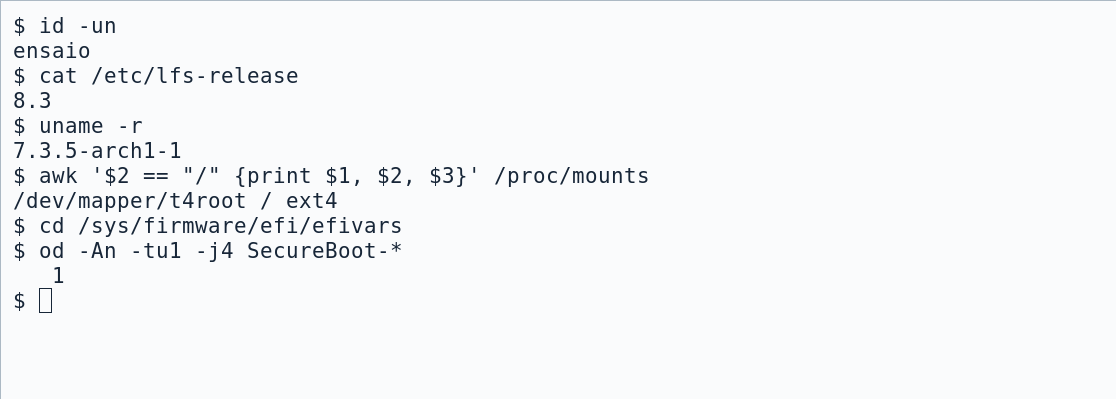 $ id -un
ensaio
$ cat /etc/lfs-release
8.3
$ uname -r
7.3.5-arch1-1
$ awk '$2 == "/" {print $1, $2, $3}' /proc/mounts
/dev/mapper/t4root / ext4
$ cd /sys/firmware/efi/efivars
$ od -An -tu1 -j4 SecureBoot-*
   1
$